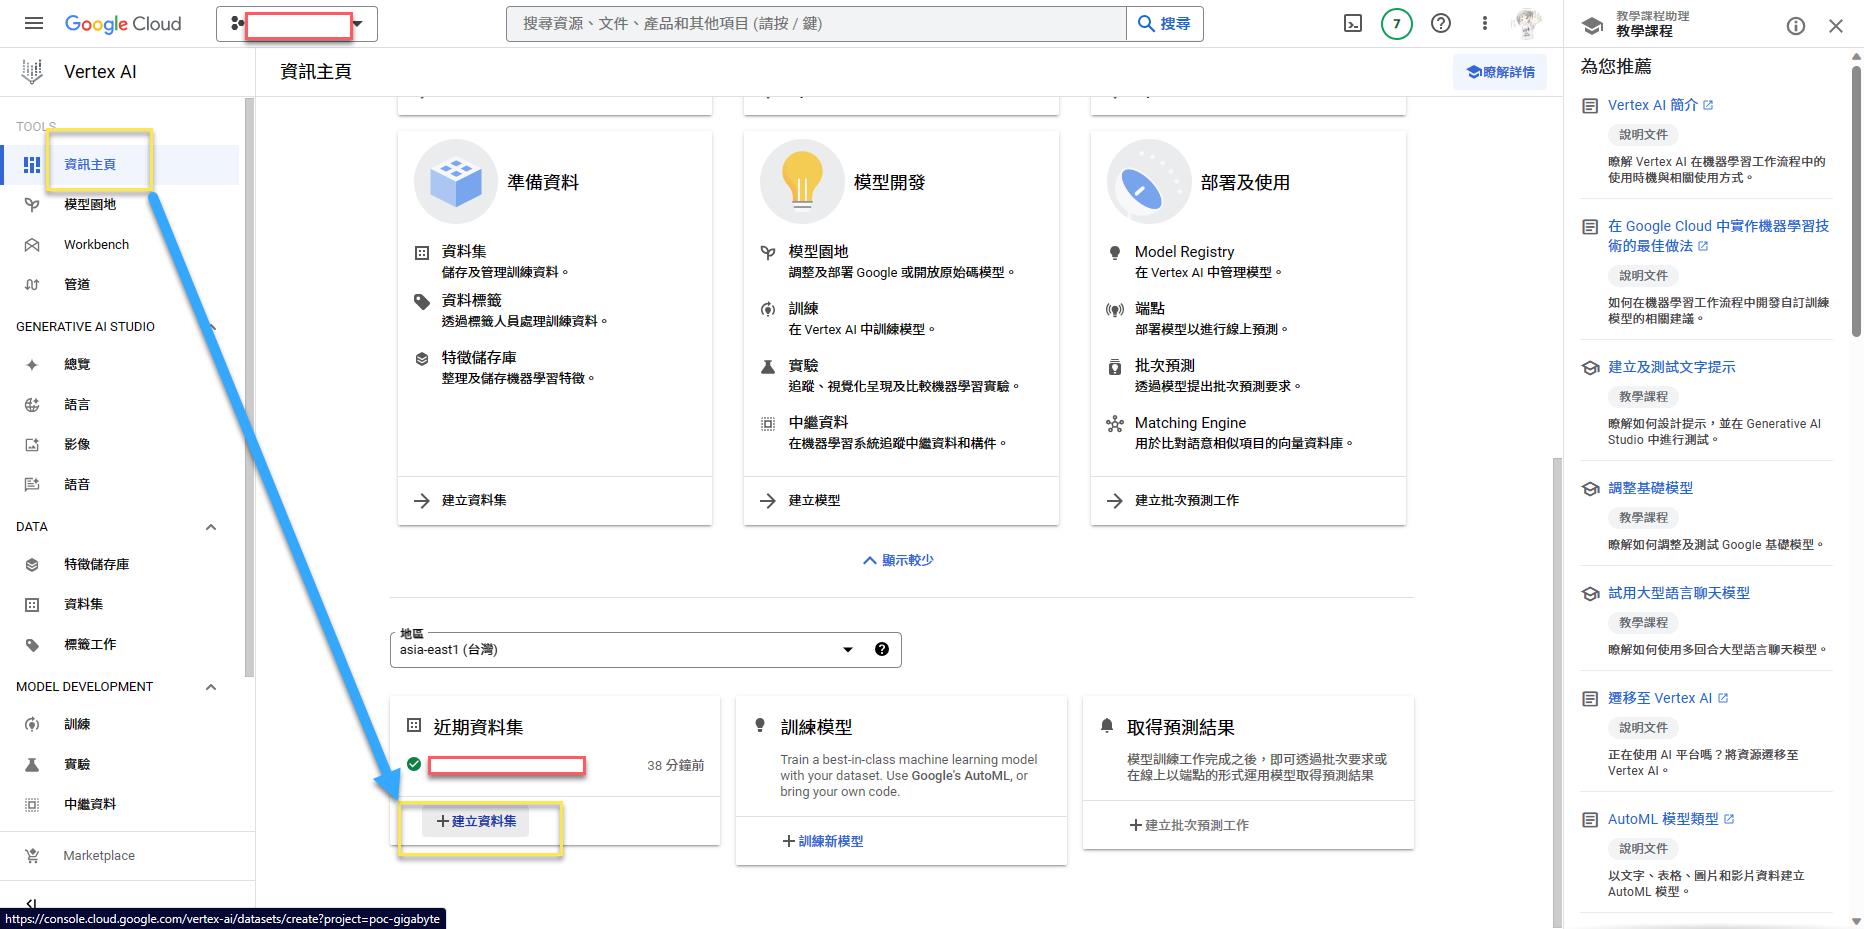 Google Cloud
搜尋資源、文件、產品和其他項目 (請按 / 鍵)
搜尋
7
教學課程助理
教學課程
Vertex AI
資訊主頁
瞭解詳情
TOOLS
資訊主頁
模型園地
Workbench
管道
GENERATIVE AI STUDIO
總覽
語言
影像
語音
DATA
特徵儲存庫
資料集
標籤工作
MODEL DEVELOPMENT
訓練
實驗
中繼資料
Marketplace
準備資料
資料集
儲存及管理訓練資料。
資料標籤
透過標籤人員處理訓練資料。
特徵儲存庫
整理及儲存機器學習特徵。
建立資料集
模型開發
模型園地
調整及部署 Google 或開放原始碼模型。
訓練
在 Vertex AI 中訓練模型。
實驗
追蹤、視覺化呈現及比較機器學習實驗。
中繼資料
在機器學習系統追蹤中繼資料和構件。
建立模型
部署及使用
Model Registry
在 Vertex AI 中管理模型。
端點
部署模型以進行線上預測。
批次預測
透過模型提出批次預測要求。
Matching Engine
用於比對語意相似項目的向量資料庫。
建立批次預測工作
顯示較少
地區
asia-east1 (台灣)
近期資料集
38 分鐘前
+建立資料集
訓練模型
Train a best-in-class machine learning model
with your dataset. Use Google's AutoML, or
bring your own code.
+訓練新模型
取得預測結果
模型訓練工作完成之後，即可透過批次要求或
在線上以端點的形式運用模型取得預測結果
+建立批次預測工作
為您推薦
Vertex AI 簡介
說明文件
瞭解 Vertex AI 在機器學習工作流程中的
使用時機與相關使用方式。
在 Google Cloud 中實作機器學習技
術的最佳做法
說明文件
如何在機器學習工作流程中開發自訂訓練
模型的相關建議。
建立及測試文字提示
教學課程
瞭解如何設計提示，並在 Generative AI
Studio 中進行測試。
調整基礎模型
教學課程
瞭解如何調整及測試 Google 基礎模型。
試用大型語言聊天模型
教學課程
瞭解如何使用多回合大型語言聊天模型。
遷移至 Vertex AI
說明文件
正在使用 AI 平台嗎？將資源遷移至
Vertex AI。
AutoML 模型類型
說明文件
以文字、表格、圖片和影片資料建立
AutoML 模型。
https://console.cloud.google.com/vertex-ai/datasets/create?project=poc-gigabyte